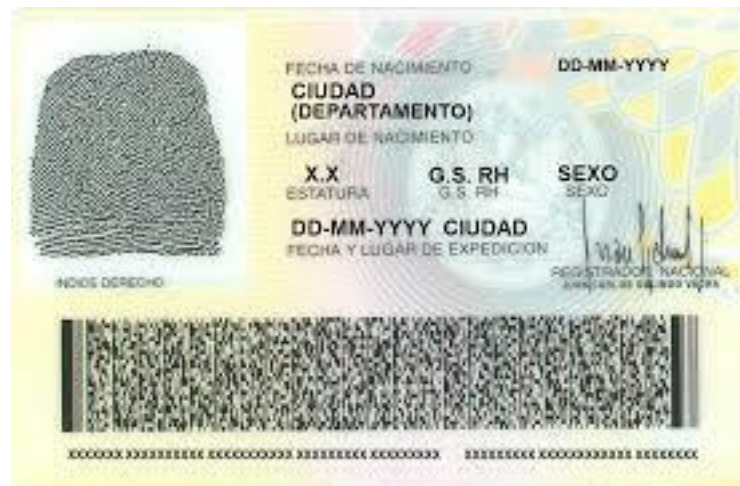 FECHA DE NACIMIENTO DD-MM-YYYY
CIUDAD
(DEPARTAMENTO)
LUGAR DE NACIMIENTO
X.X G.S. RH SEXO
ESTATURA G.S. RH SEXO
DD-MM-YYYY CIUDAD
FECHA Y LUGAR DE EXPEDICION
REGISTRADOR NACIONAL
INDICE DERECHO